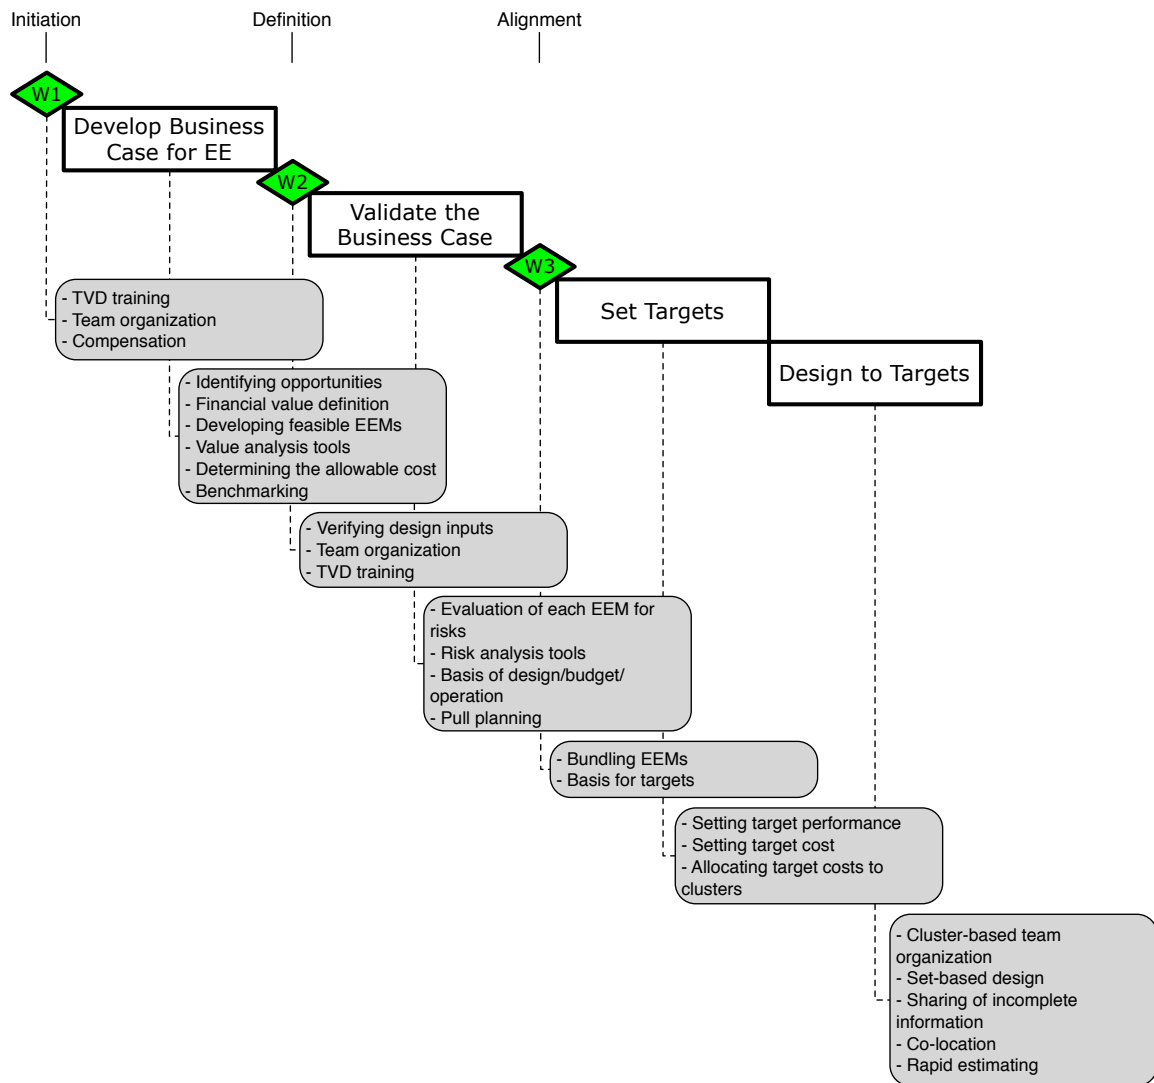 Initiation
Definition
Alignment
W1
Develop Business
Case for EE
W2
Validate the
Business Case
W3
Set Targets
Design to Targets
- TVD training
- Team organization
- Compensation
- Identifying opportunities
- Financial value definition
- Developing feasible EEMs
- Value analysis tools
- Determining the allowable cost
- Benchmarking
- Verifying design inputs
- Team organization
- TVD training
- Evaluation of each EEM for
risks
- Risk analysis tools
- Basis of design/budget/
operation
- Pull planning
- Bundling EEMs
- Basis for targets
- Setting target performance
- Setting target cost
- Allocating target costs to
clusters
- Cluster-based team
organization
- Set-based design
- Sharing of incomplete
information
- Co-location
- Rapid estimating